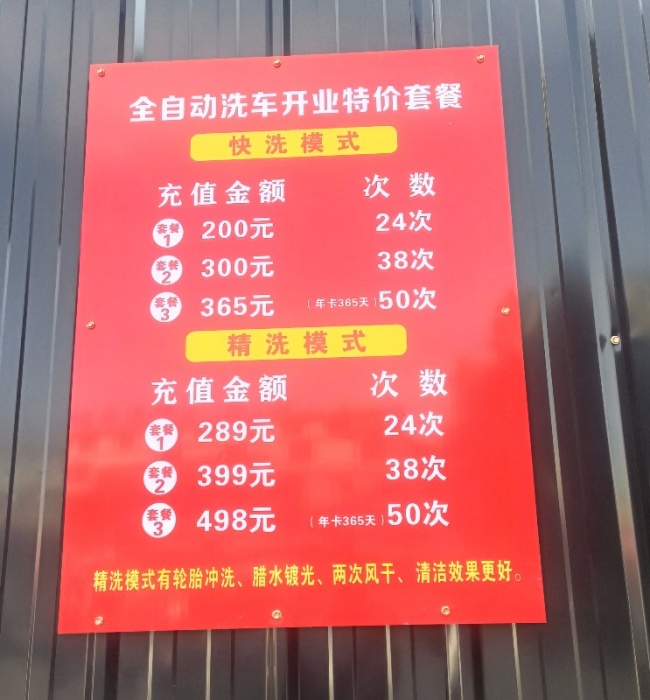 全自动洗车开业特价套餐
快洗模式
充值金额 次数
套餐1 200元 24次
套餐2 300元 38次
套餐3 365元 (年卡365天) 50次
精洗模式
充值金额 次数
套餐1 289元 24次
套餐2 399元 38次
套餐3 498元 (年卡365天) 50次
精洗模式有轮胎冲洗、腊水镀光、两次风干、清洁效果更好。